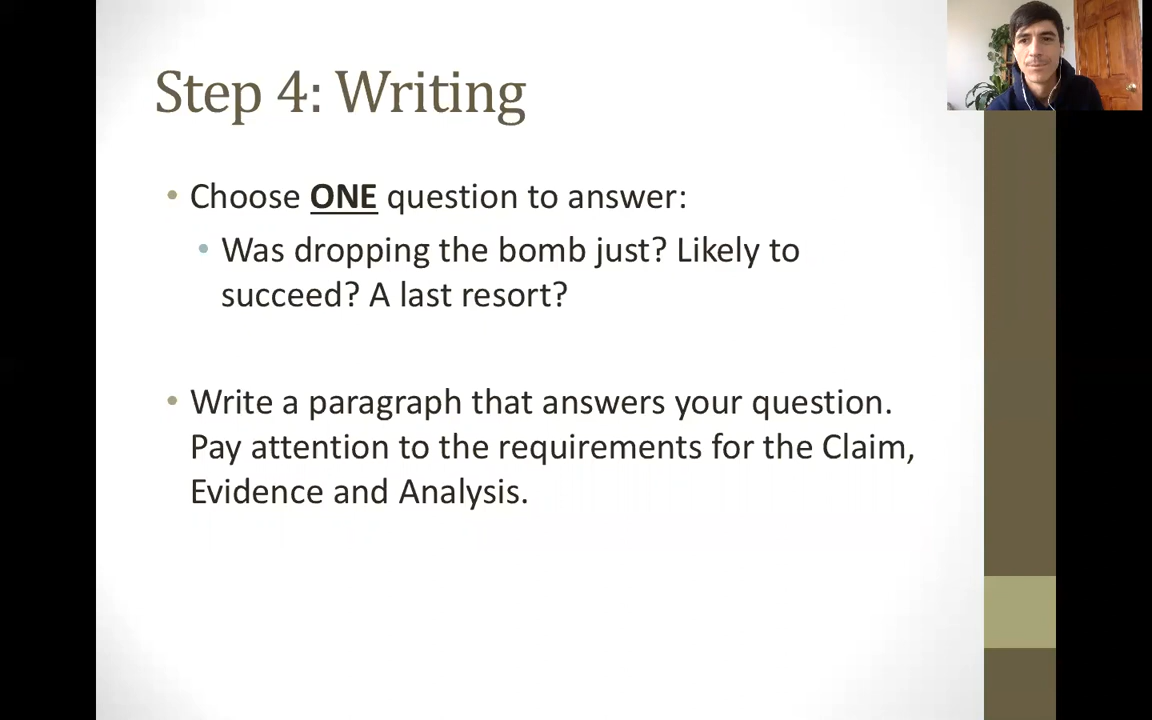 Step 4: Writing
• Choose ONE question to answer:
• Was dropping the bomb just? Likely to
succeed? A last resort?
• Write a paragraph that answers your question.
Pay attention to the requirements for the Claim,
Evidence and Analysis.